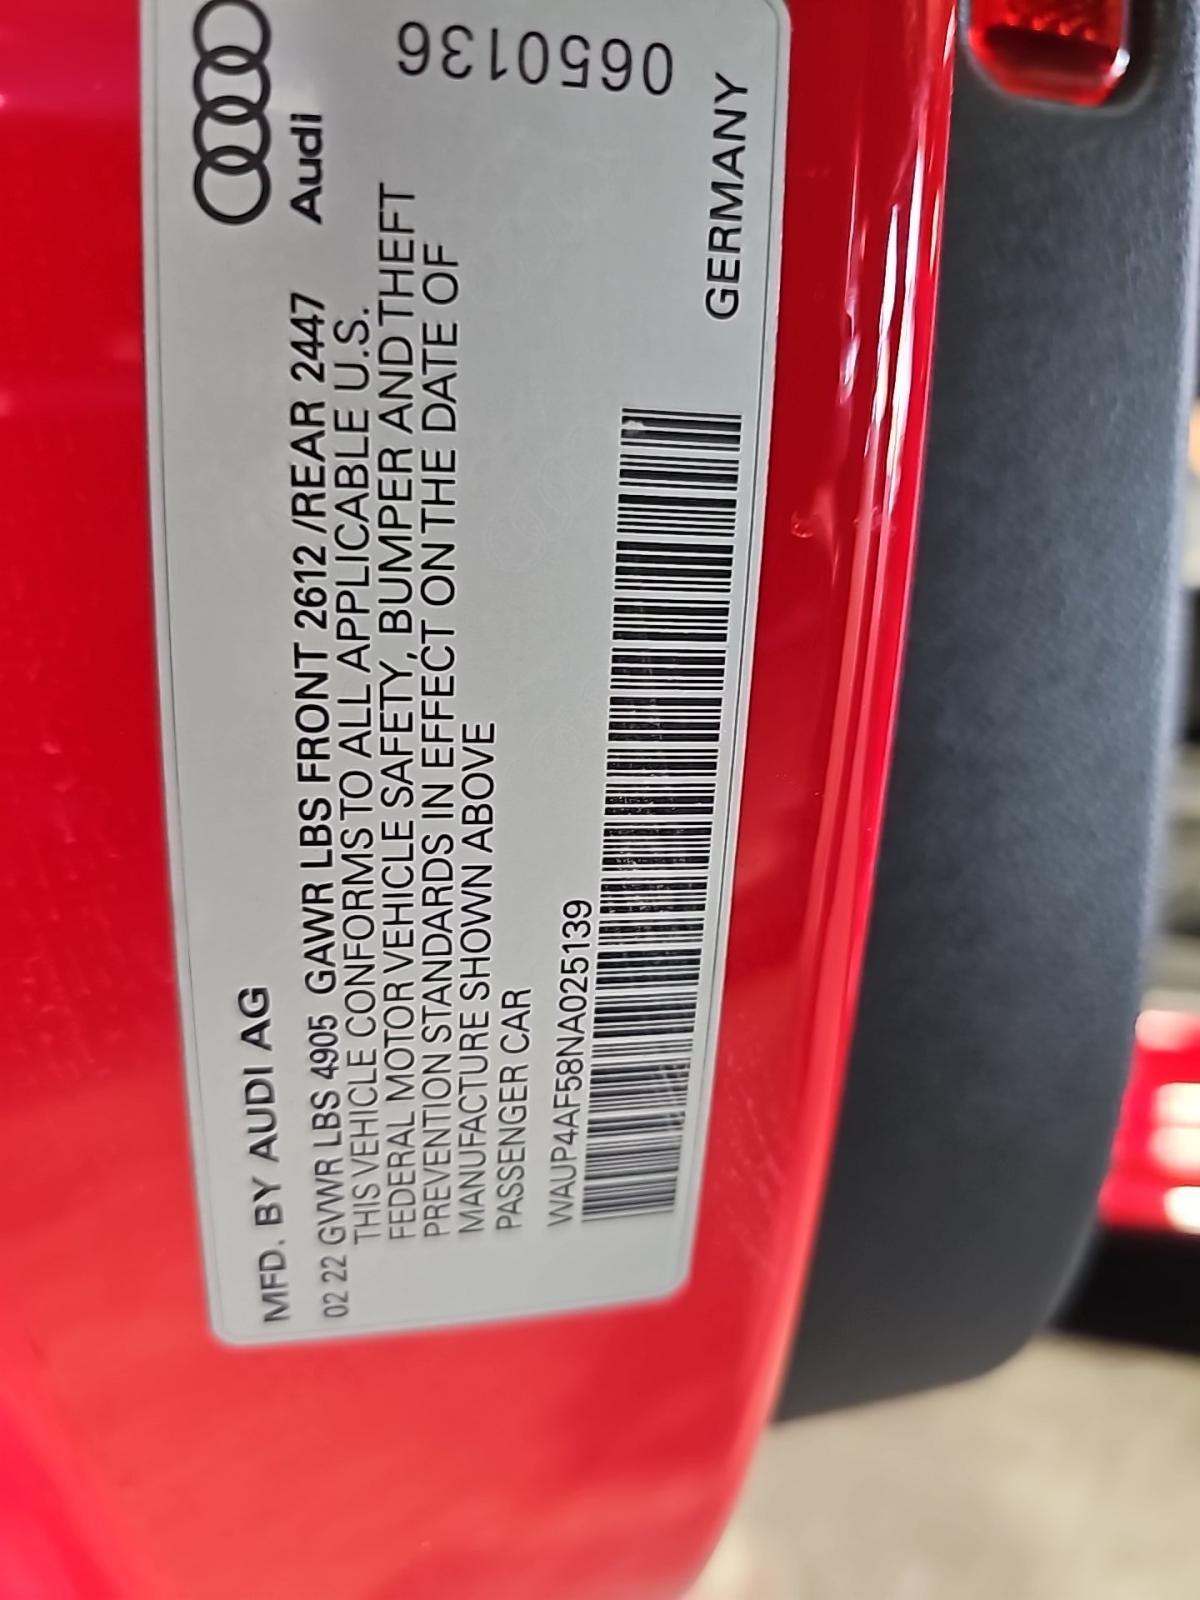 MFD. BY AUDI AG
Audi
02 22 GVWR LBS 4905 GAWR LBS FRONT 2612 /REAR 2447
THIS VEHICLE CONFORMS TO ALL APPLICABLE U.S.
FEDERAL MOTOR VEHICLE SAFETY, BUMPER AND THEFT
PREVENTION STANDARDS IN EFFECT ON THE DATE OF
MANUFACTURE SHOWN ABOVE
PASSENGER CAR
WAUP4AF58NA025139
GERMANY
0650136